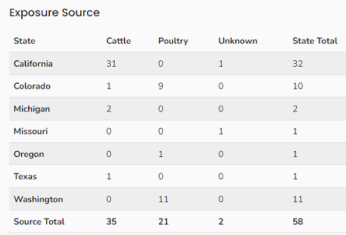 Exposure Source
State Cattle Poultry Unknown State Total
California 31 0 1 32
Colorado 1 9 0 10
Michigan 2 0 0 2
Missouri 0 0 1 1
Oregon 0 1 0 1
Texas 1 0 0 1
Washington 0 11 0 11
Source Total 35 21 2 58